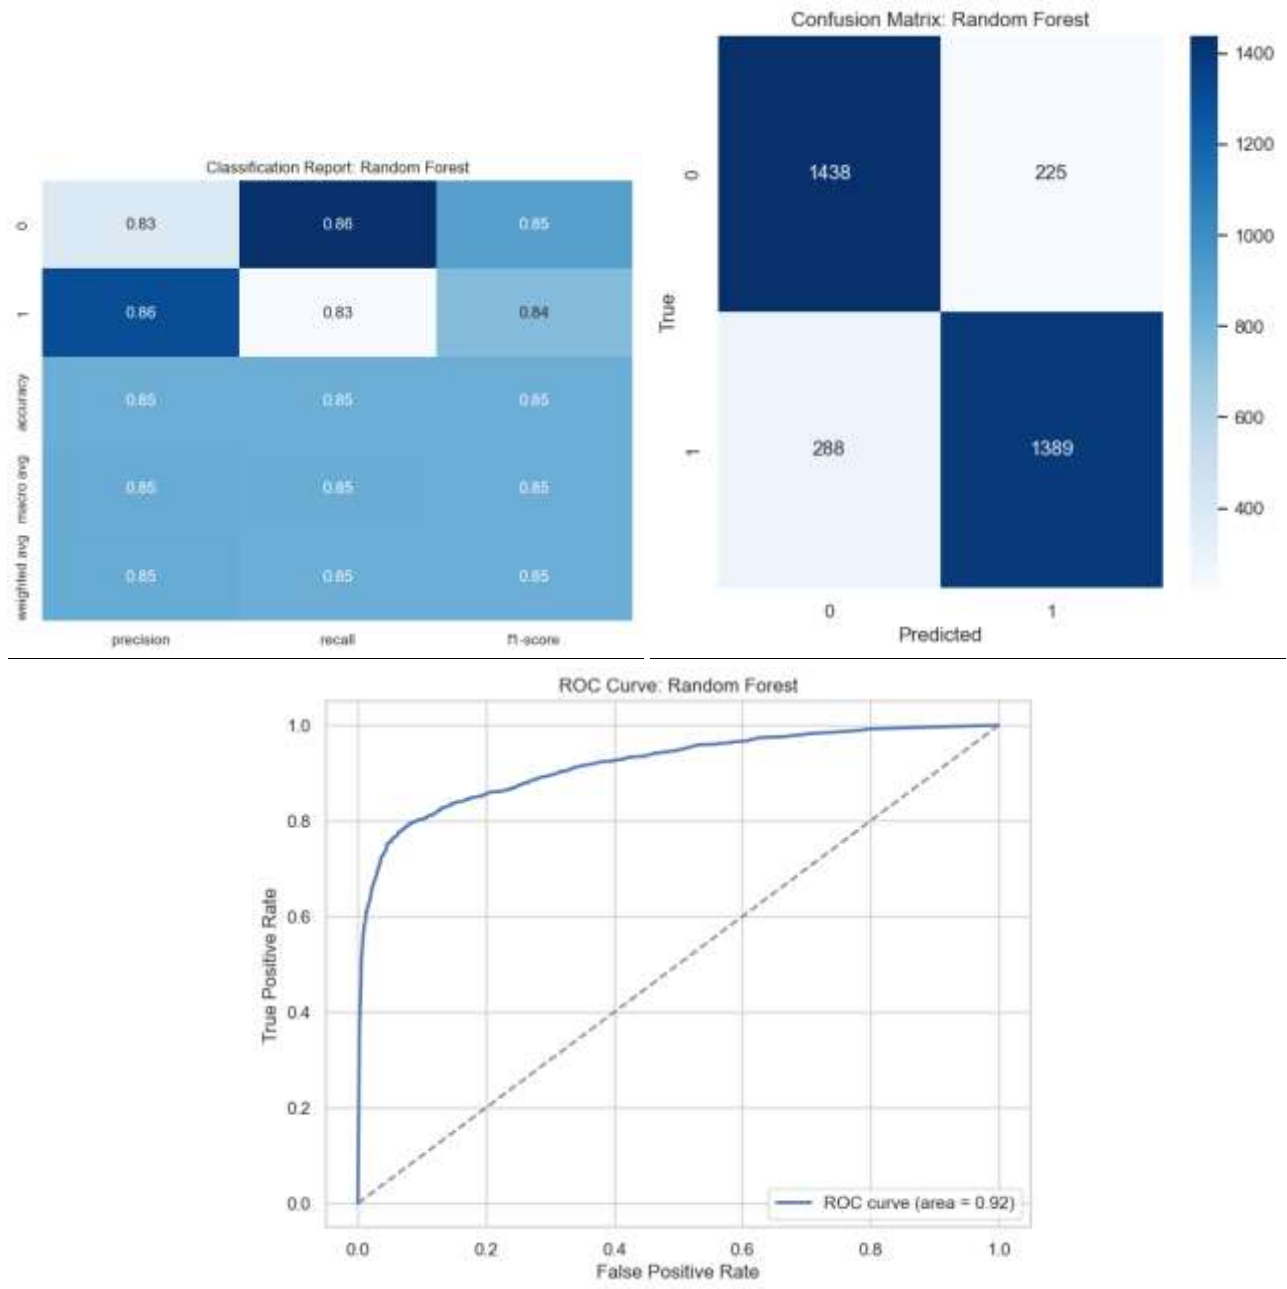 Classification Report: Random Forest
0 0.83 0.86 0.85
1 0.86 0.83 0.84
accuracy 0.85 0.85 0.85
macro avg 0.85 0.85 0.85
weighted avg 0.85 0.85 0.85
precision recall f1-score
Confusion Matrix: Random Forest
True
0 1438 225
1 288 1389
0 1
Predicted
1400
1200
1000
800
600
400
ROC Curve: Random Forest
True Positive Rate
1.0
0.8
0.6
0.4
0.2
0.0
ROC curve (area = 0.92)
0.0 0.2 0.4 0.6 0.8 1.0
False Positive Rate